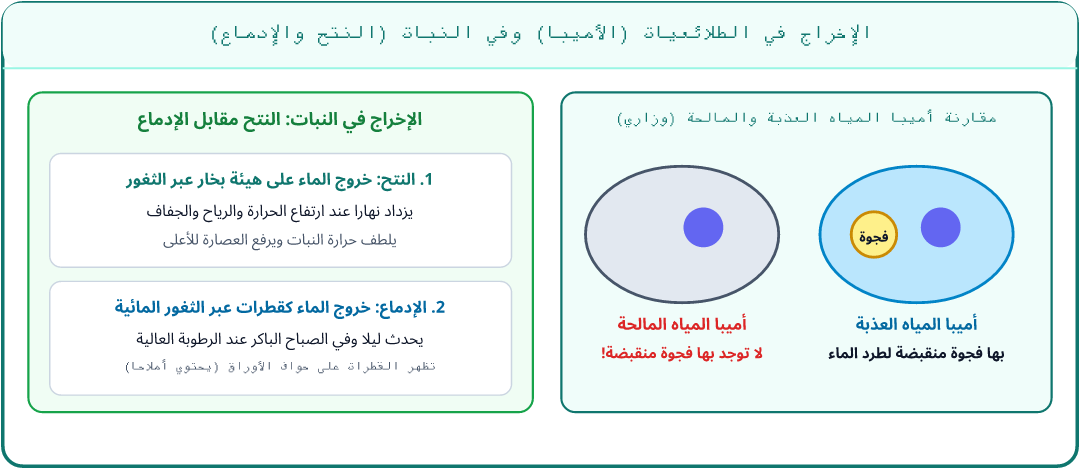 الإخراج في الطلائعيات (الأميبا) وفي النبات (النتح والإدماع)
مقارنة أميبا المياه العذبة والمالحة (وزاري)
فجوة
أميبا المياه العذبة
بها فجوة منقبضة لطرد الماء
أميبا المياه المالحة
لا توجد بها فجوة منقبضة!
الإخراج في النبات: النتح مقابل الإدماع
1. النتح: خروج الماء على هيئة بخار عبر الثغور
يزداد نهارا عند ارتفاع الحرارة والرياح والجفاف
يلطف حرارة النبات ويرفع العصارة للأعلى
2. الإدماع: خروج الماء كقطرات عبر الثغور المائية
يحدث ليلا وفي الصباح الباكر عند الرطوبة العالية
تظهر القطرات على حواف الأوراق (يحتوي أملاحا)